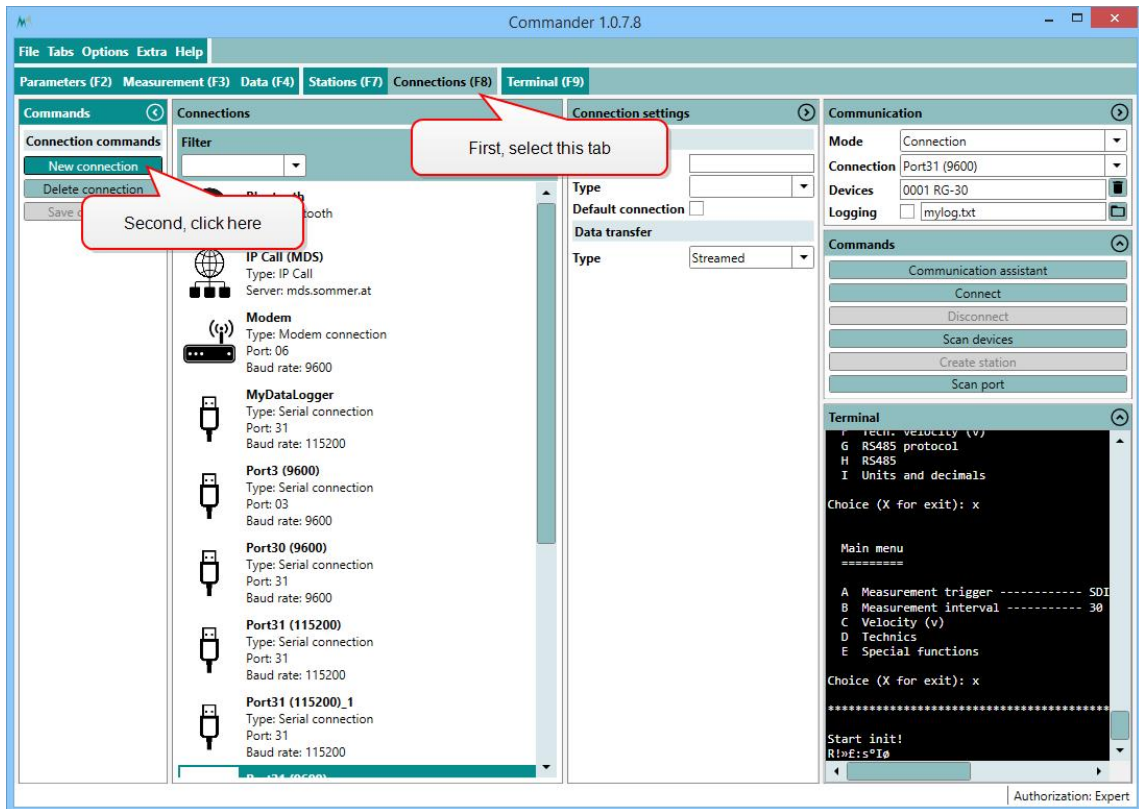 Commander 1.0.7.8
File Tabs Options Extra Help
Parameters (F2) Measurement (F3) Data (F4) Stations (F7) Connections (F8) Terminal (F9)
Commands
Connection commands
New connection
Delete connection
Save
First, select this tab
Second, click here
Connections
Filter
Bluetooth
IP Call (MDS)
Type: IP Call
Server: mds.sommer.at
Modem
Type: Modem connection
Port: 06
Baud rate: 9600
MyDataLogger
Type: Serial connection
Port: 31
Baud rate: 115200
Port3 (9600)
Type: Serial connection
Port: 03
Baud rate: 9600
Port30 (9600)
Type: Serial connection
Port: 31
Baud rate: 9600
Port31 (115200)
Type: Serial connection
Port: 31
Baud rate: 115200
Port31 (115200)_1
Type: Serial connection
Port: 31
Baud rate: 115200
Connection settings
Type
Default connection
Data transfer
Type Streamed
Communication
Mode Connection
Connection Port31 (9600)
Devices 0001 RG-30
Logging mylog.txt
Commands
Communication assistant
Connect
Disconnect
Scan devices
Create station
Scan port
Terminal
F Tech. velocity (v)
G RS485 protocol
H RS485
I Units and decimals
Choice (X for exit): x
Main menu
=========
A Measurement trigger ------------ SDI
B Measurement interval ----------- 30
C Velocity (v)
D Technics
E Special functions
Choice (X for exit): x
*****************************************
Start init!
R!»£:s°Iø
Authorization: Expert